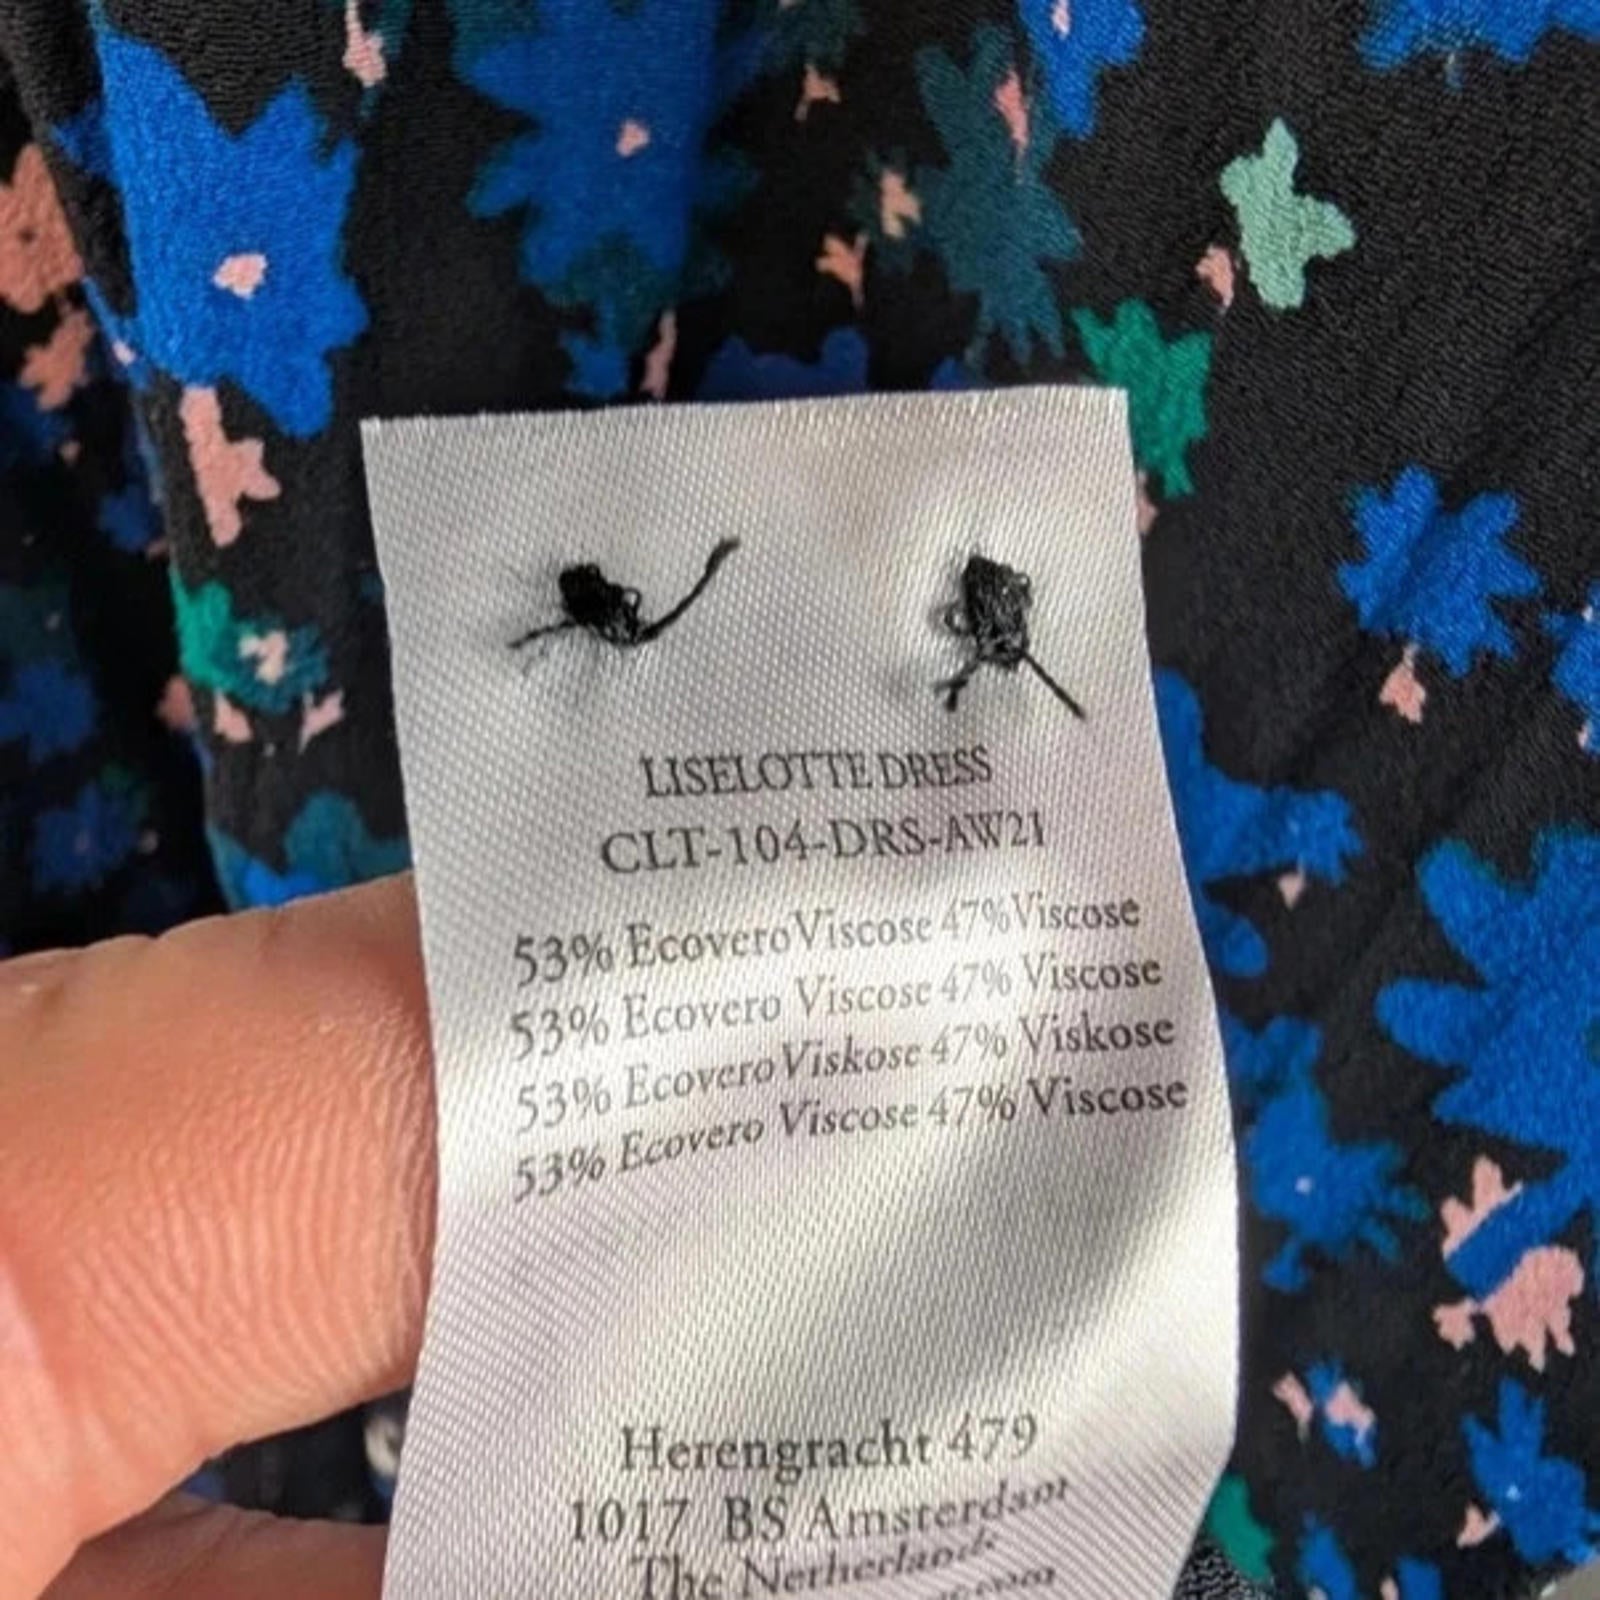 LISELOTTE DRESS
CLT-104-DRS-AW21
53% Ecovero Viscose 47% Viscose
53% Ecovero Viscose 47% Viscose
53% Ecovero Viskose 47% Viskose
53% Ecovero Viscose 47% Viscose
Herengracht 479
1017 BS Amsterdam
The Netherlands